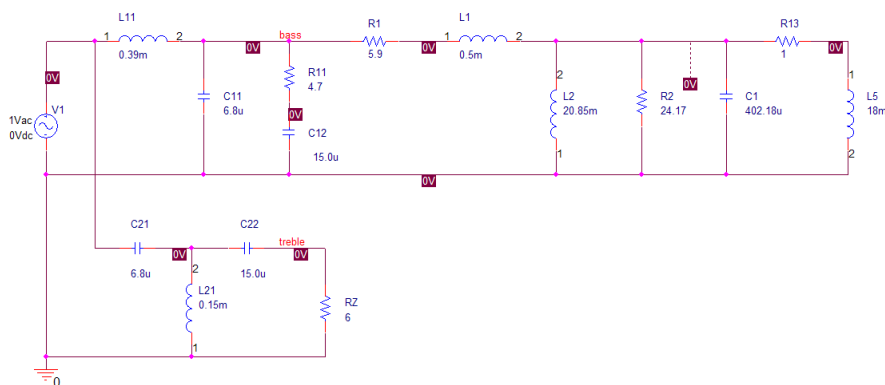 L11
1 2
0.39m
0V
bass
R1
5.9
0V
L1
1 2
0.5m
R13
1
0V
0V
V1
1Vac
0Vdc
C11
6.8u
R11
4.7
0V
C12
15.0u
2
L2
20.85m
1
R2
24.17
0V
C1
402.18u
1
L5
18m
2
0V
C21
6.8u
0V
C22
15.0u
treble
0V
2
L21
0.15m
1
RZ
6
0